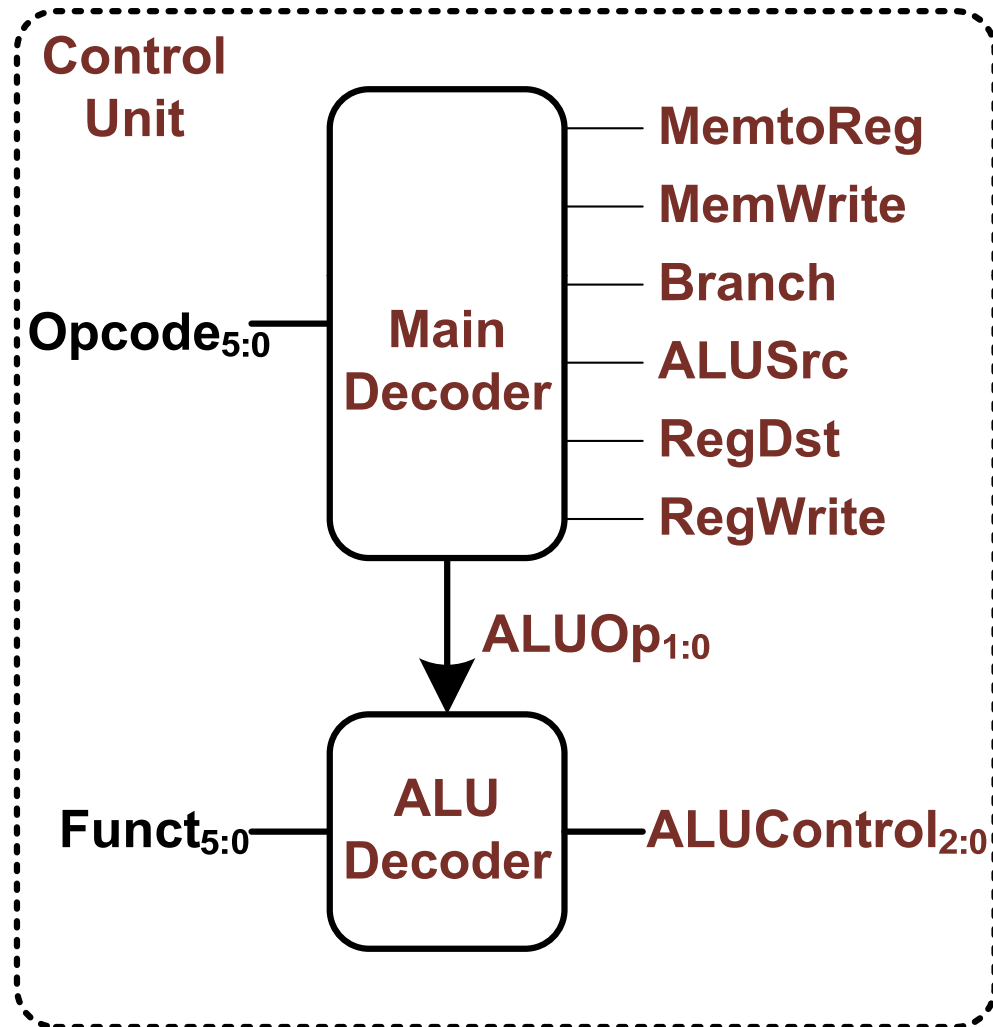 Control
Unit
MemtoReg
MemWrite
Branch
Opcode5:0
Main
Decoder
ALUSrc
RegDst
RegWrite
ALUOp1:0
Funct5:0
ALU
Decoder
ALUControl2:0